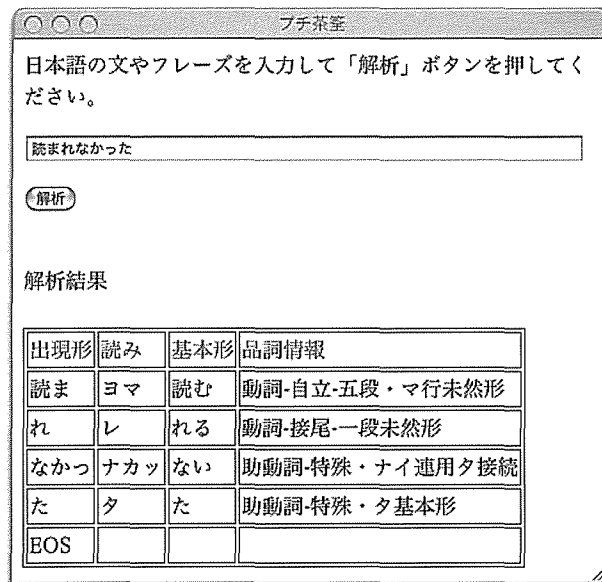 プチ茶筌
日本語の文やフレーズを入力して「解析」ボタンを押してく
ださい。
読まれなかった
解析
解析結果
出現形 読み 基本形 品詞情報
読ま ヨマ 読む 動詞-自立-五段・マ行未然形
れ レ れる 動詞-接尾-一段未然形
なかっ ナカッ ない 助動詞-特殊・ナイ連用タ接続
た タ た 助動詞-特殊・タ基本形
EOS